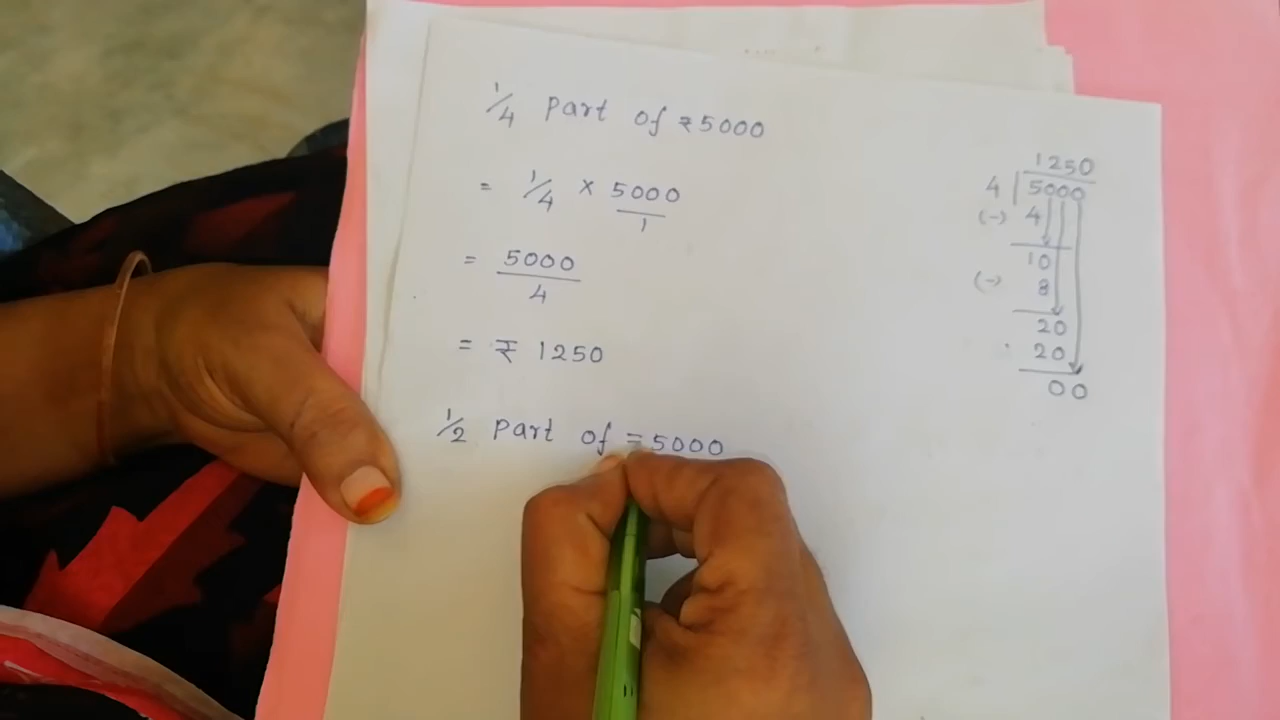 1/4 Part of ₹5000
= 1/4 × 5000/1
= 5000/4
= ₹ 1250
1/2 Part of =5000
1250
4 5000
(-) 4
10
(-) 8
20
20
00